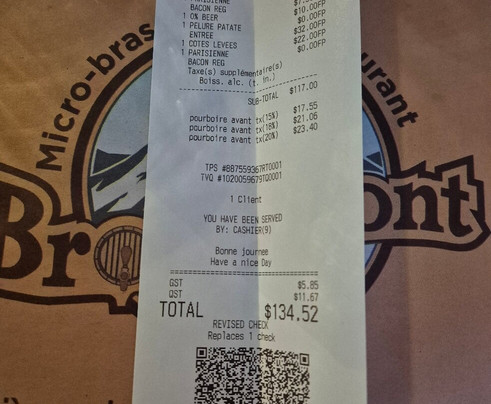 BACON REG $0.00FP
1 0% BEER $10.00FP
1 PELURE PATATE $0.00FP
ENTREE $32.00FP
1 COTES LEVEES $22.00FP
1 PARISIENNE $0.00FP
BACON REG
Taxe(s) supplémentaire(s)
Boiss. alc. (t. in.)
SUB-TOTAL $117.00
pourboire avant tx(15%) $17.55
pourboire avant tx(18%) $21.06
pourboire avant tx(20%) $23.40
TPS #887559367RT0001
TVQ #1020059679TQ0001
1 Client
YOU HAVE BEEN SERVED
BY: CASHIER(9)
Bonne journee
Have a nice Day
GST $5.85
QST $11.67
TOTAL $134.52
REVISED CHECK
Replaces 1 check
Micro-bras
urant
Br
ont